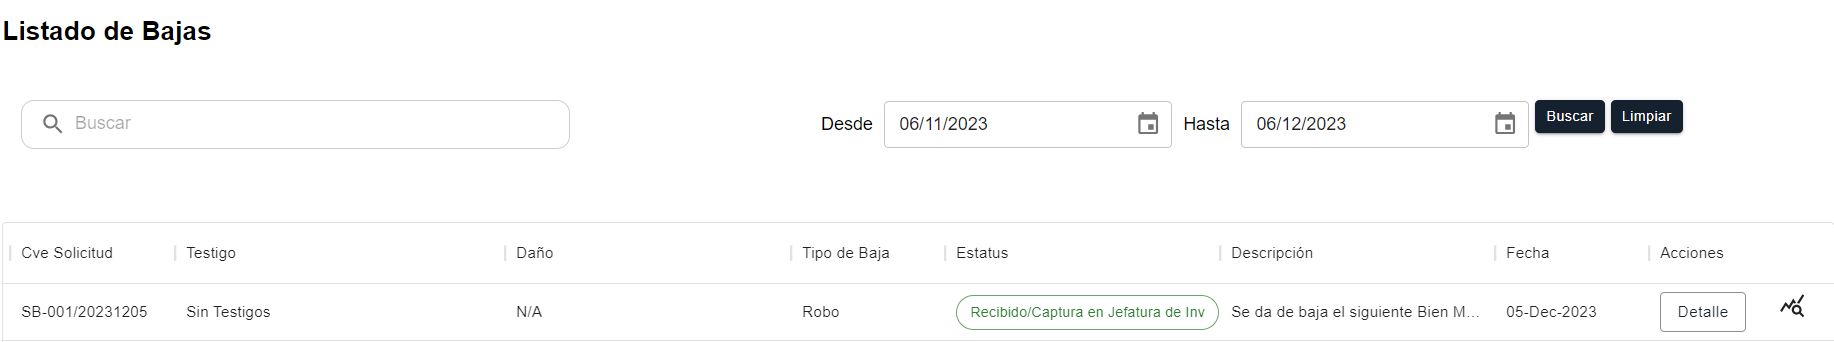 Listado de Bajas
Buscar Desde 06/11/2023 Hasta 06/12/2023 Buscar Limpiar
Cve Solicitud Testigo Daño Tipo de Baja Estatus Descripción Fecha Acciones
SB-001/20231205 Sin Testigos N/A Robo Recibido/Captura en Jefatura de Inv Se da de baja el siguiente Bien M... 05-Dec-2023 Detalle